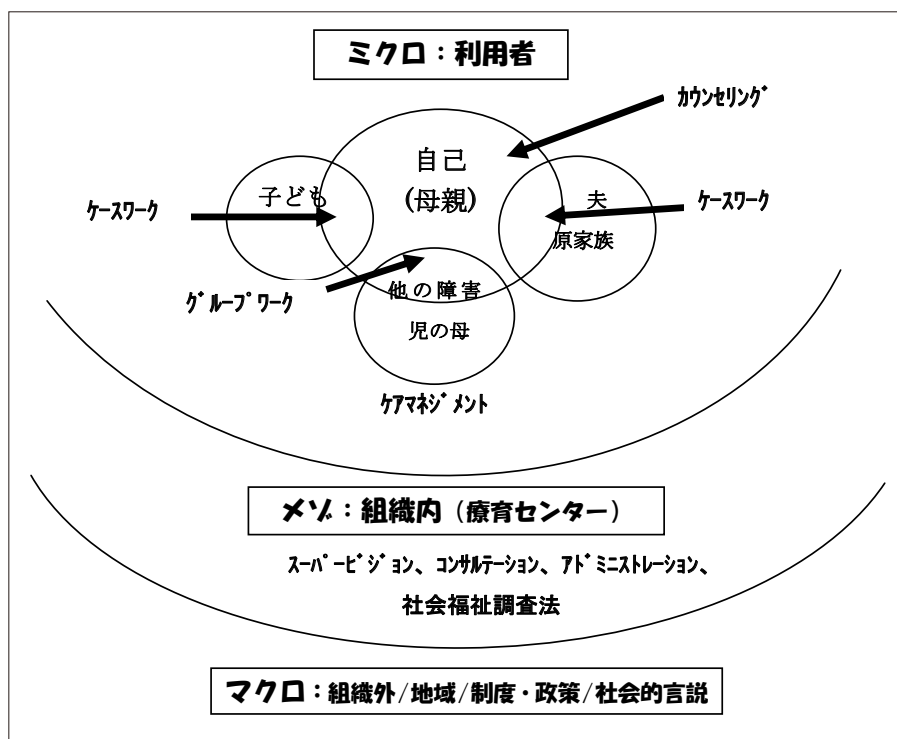 ミクロ：利用者
カウンセリング
自己
(母親)
子ども
夫
原家族
ケースワーク
ケースワーク
グループワーク
他の障害
児の母
ケアマネジメント
メゾ：組織内（療育センター）
スーパービジョン、コンサルテーション、アドミニストレーション、
社会福祉調査法
マクロ：組織外/地域/制度・政策/社会的言説